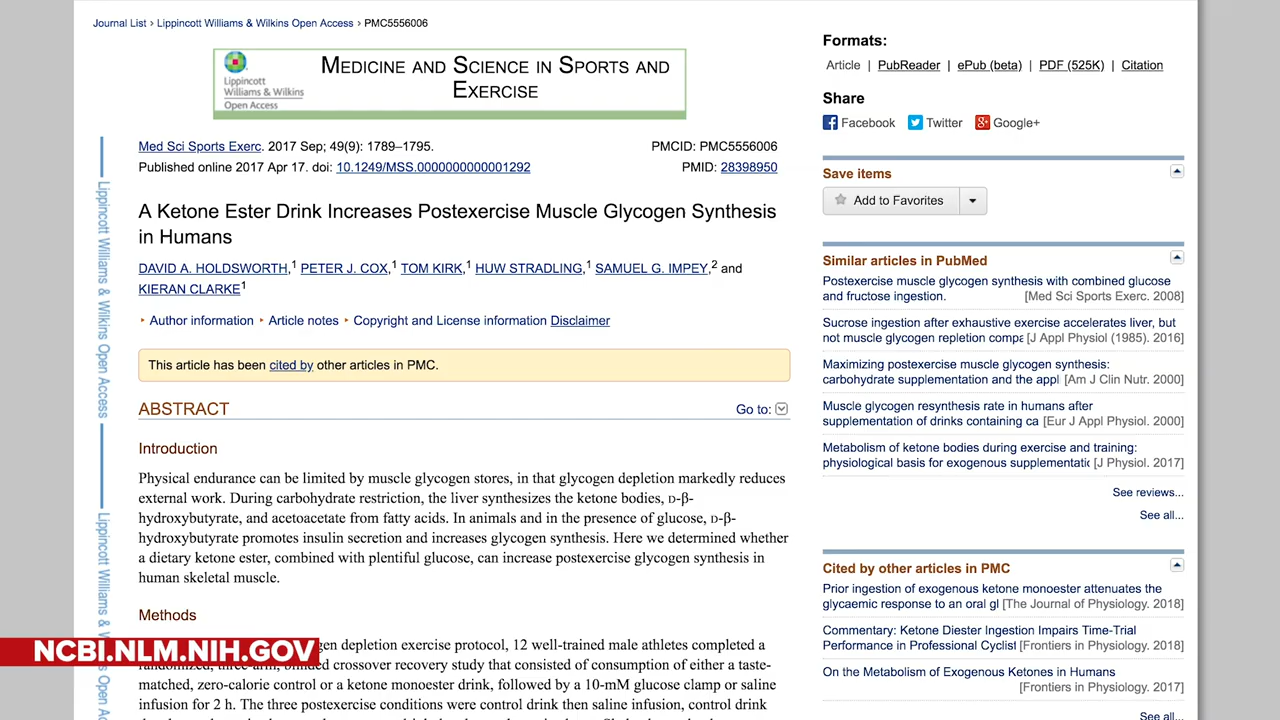 Journal List › Lippincott Williams & Wilkins Open Access › PMC5556006
Lippincott
Williams & Wilkins
Open Access
MEDICINE AND SCIENCE IN SPORTS AND
EXERCISE
Med Sci Sports Exerc. 2017 Sep; 49(9): 1789–1795.
PMCID: PMC5556006
Published online 2017 Apr 17. doi: 10.1249/MSS.0000000000001292
PMID: 28398950
A Ketone Ester Drink Increases Postexercise Muscle Glycogen Synthesis
in Humans
DAVID A. HOLDSWORTH,1 PETER J. COX,1 TOM KIRK,1 HUW STRADLING,1 SAMUEL G. IMPEY,2 and
KIERAN CLARKE1
Author information ‣ Article notes ‣ Copyright and License information Disclaimer
This article has been cited by other articles in PMC.
ABSTRACT
Go to:
Introduction
Physical endurance can be limited by muscle glycogen stores, in that glycogen depletion markedly reduces
external work. During carbohydrate restriction, the liver synthesizes the ketone bodies, D-β-
hydroxybutyrate, and acetoacetate from fatty acids. In animals and in the presence of glucose, D-β-
hydroxybutyrate promotes insulin secretion and increases glycogen synthesis. Here we determined whether
a dietary ketone ester, combined with plentiful glucose, can increase postexercise glycogen synthesis in
human skeletal muscle.
Methods
gen depletion exercise protocol, 12 well-trained male athletes completed a
randomized, three-arm, blinded crossover recovery study that consisted of consumption of either a taste-
matched, zero-calorie control or a ketone monoester drink, followed by a 10-mM glucose clamp or saline
infusion for 2 h. The three postexercise conditions were control drink then saline infusion, control drink
Lippincott Williams & Wilkins Open Access
Lippincott Williams & W
Open Access
NCBI.NLM.NIH.GOV
Formats:
Article | PubReader | ePub (beta) | PDF (525K) | Citation
Share
Facebook
Twitter
Google+
Save items
Add to Favorites
Similar articles in PubMed
Postexercise muscle glycogen synthesis with combined glucose
and fructose ingestion. [Med Sci Sports Exerc. 2008]
Sucrose ingestion after exhaustive exercise accelerates liver, but
not muscle glycogen repletion compa [J Appl Physiol (1985). 2016]
Maximizing postexercise muscle glycogen synthesis:
carbohydrate supplementation and the appl [Am J Clin Nutr. 2000]
Muscle glycogen resynthesis rate in humans after
supplementation of drinks containing ca [Eur J Appl Physiol. 2000]
Metabolism of ketone bodies during exercise and training:
physiological basis for exogenous supplementatic [J Physiol. 2017]
See reviews...
See all...
Cited by other articles in PMC
Prior ingestion of exogenous ketone monoester attenuates the
glycaemic response to an oral gl [The Journal of Physiology. 2018]
Commentary: Ketone Diester Ingestion Impairs Time-Trial
Performance in Professional Cyclist [Frontiers in Physiology. 2018]
On the Metabolism of Exogenous Ketones in Humans
[Frontiers in Physiology. 2017]
See all...